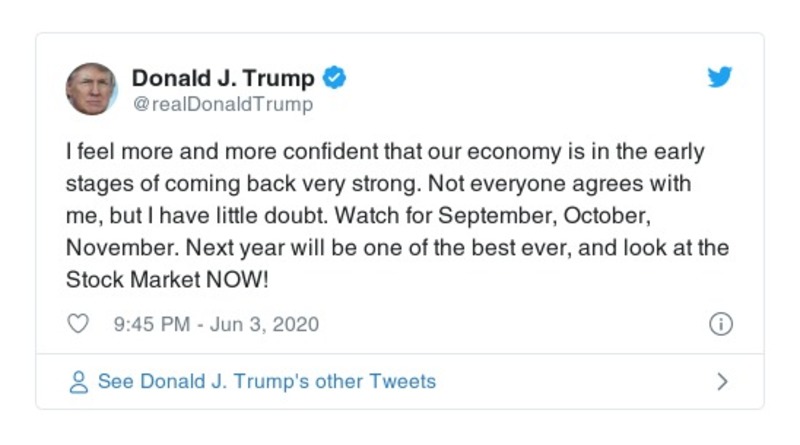 Donald J. Trump
@realDonaldTrump
I feel more and more confident that our economy is in the early
stages of coming back very strong. Not everyone agrees with
me, but I have little doubt. Watch for September, October,
November. Next year will be one of the best ever, and look at the
Stock Market NOW!
9:45 PM - Jun 3, 2020
See Donald J. Trump's other Tweets